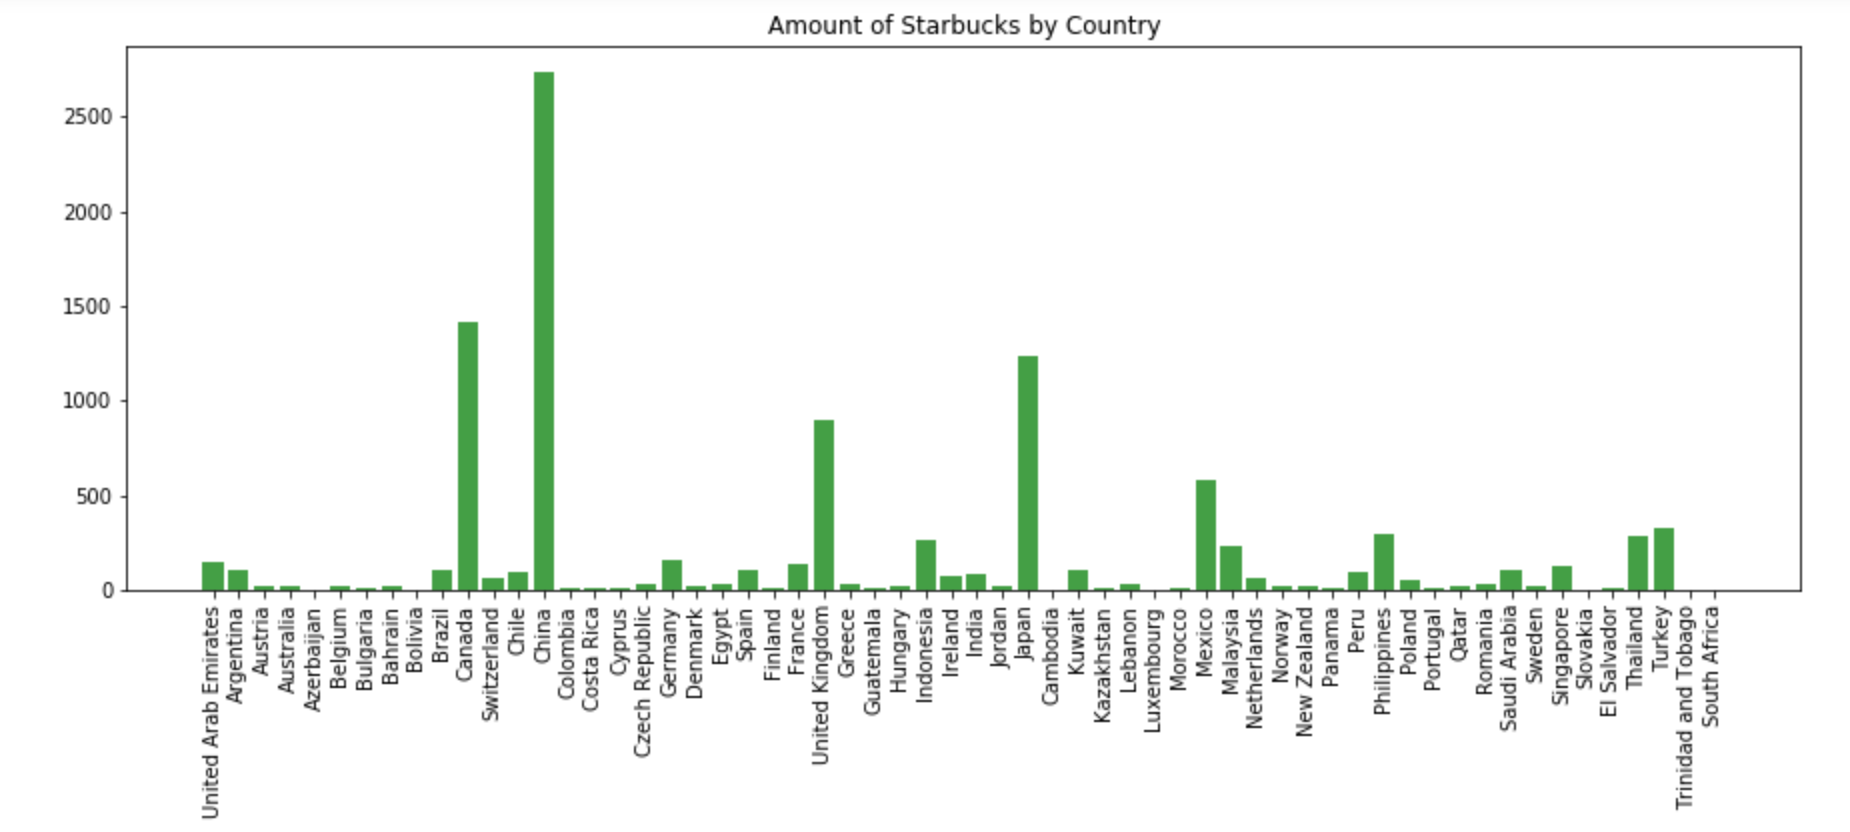 Amount of Starbucks by Country
2500
2000
1500
1000
500
0
United Arab Emirates
Argentina
Austria
Australia
Azerbaijan
Belgium
Bulgaria
Bahrain
Bolivia
Brazil
Canada
Switzerland
Chile
China
Colombia
Costa Rica
Cyprus
Czech Republic
Germany
Denmark
Egypt
Spain
Finland
France
United Kingdom
Greece
Guatemala
Hungary
Indonesia
Ireland
India
Jordan
Japan
Cambodia
Kuwait
Kazakhstan
Lebanon
Luxembourg
Morocco
Mexico
Malaysia
Netherlands
Norway
New Zealand
Panama
Peru
Philippines
Poland
Portugal
Qatar
Romania
Saudi Arabia
Sweden
Singapore
Slovakia
El Salvador
Thailand
Turkey
Trinidad and Tobago
South Africa